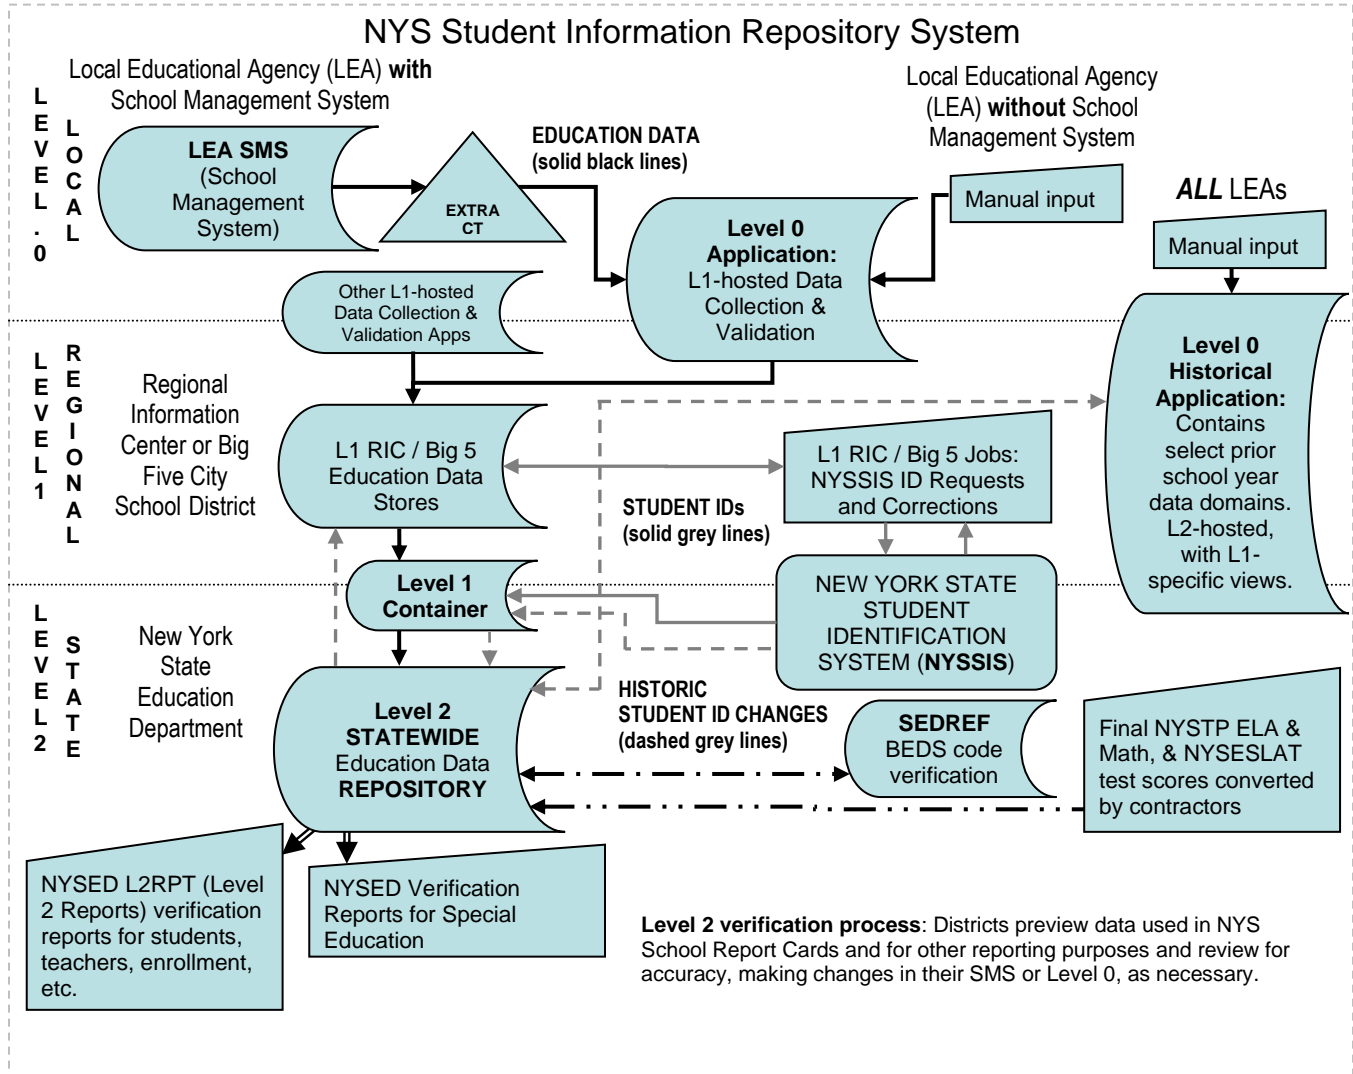 NYS Student Information Repository System
Local Educational Agency (LEA) with
School Management System
Local Educational Agency
(LEA) without School
Management System
LEVEL.0
LOCAL
LEA SMS
(School
Management
System)
EXTRA
CT
EDUCATION DATA
(solid black lines)
Level 0
Application:
L1-hosted Data
Collection &
Validation
Manual input
ALL LEAs
Manual input
Other L1-hosted
Data Collection &
Validation Apps
LEVEL1
REGIONAL
Regional
Information
Center or Big
Five City
School District
L1 RIC / Big 5
Education Data
Stores
L1 RIC / Big 5 Jobs:
NYSSIS ID Requests
and Corrections
STUDENT IDs
(solid grey lines)
Level 0
Historical
Application:
Contains
select prior
school year
data domains.
L2-hosted,
with L1-
specific views.
Level 1
Container
NEW YORK STATE
STUDENT
IDENTIFICATION
SYSTEM (NYSSIS)
LEVEL2
STATE
New York
State
Education
Department
Level 2
STATEWIDE
Education Data
REPOSITORY
HISTORIC
STUDENT ID CHANGES
(dashed grey lines)
SEDREF
BEDS code
verification
Final NYSTP ELA &
Math, & NYSESLAT
test scores converted
by contractors
NYSED L2RPT (Level
2 Reports) verification
reports for students,
teachers, enrollment,
etc.
NYSED Verification
Reports for Special
Education
Level 2 verification process: Districts preview data used in NYS
School Report Cards and for other reporting purposes and review for
accuracy, making changes in their SMS or Level 0, as necessary.